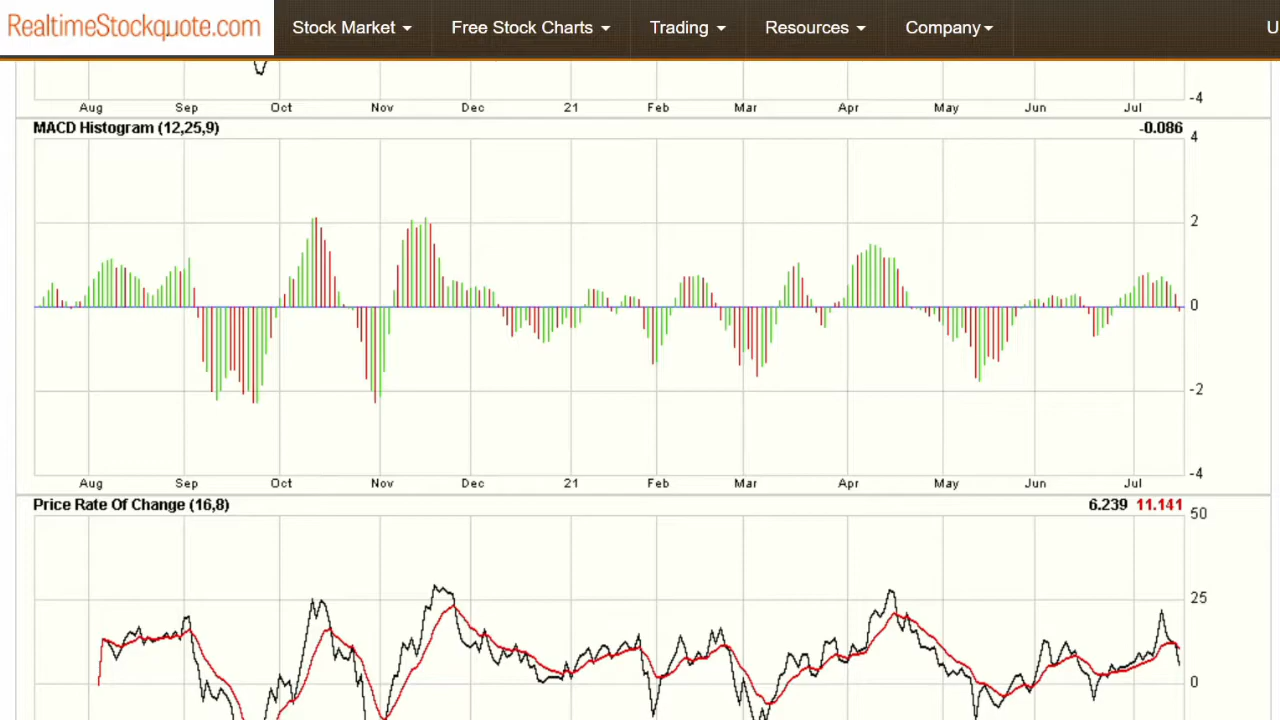 RealtimeStockquote.com Stock Market Free Stock Charts Trading Resources Company U
-4
Aug Sep Oct Nov Dec 21 Feb Mar Apr May Jun Jul
MACD Histogram (12,25,9) -0.086
4
2
0
-2
-4
Aug Sep Oct Nov Dec 21 Feb Mar Apr May Jun Jul
Price Rate Of Change (16,8) 6.239 11.141
50
25
0